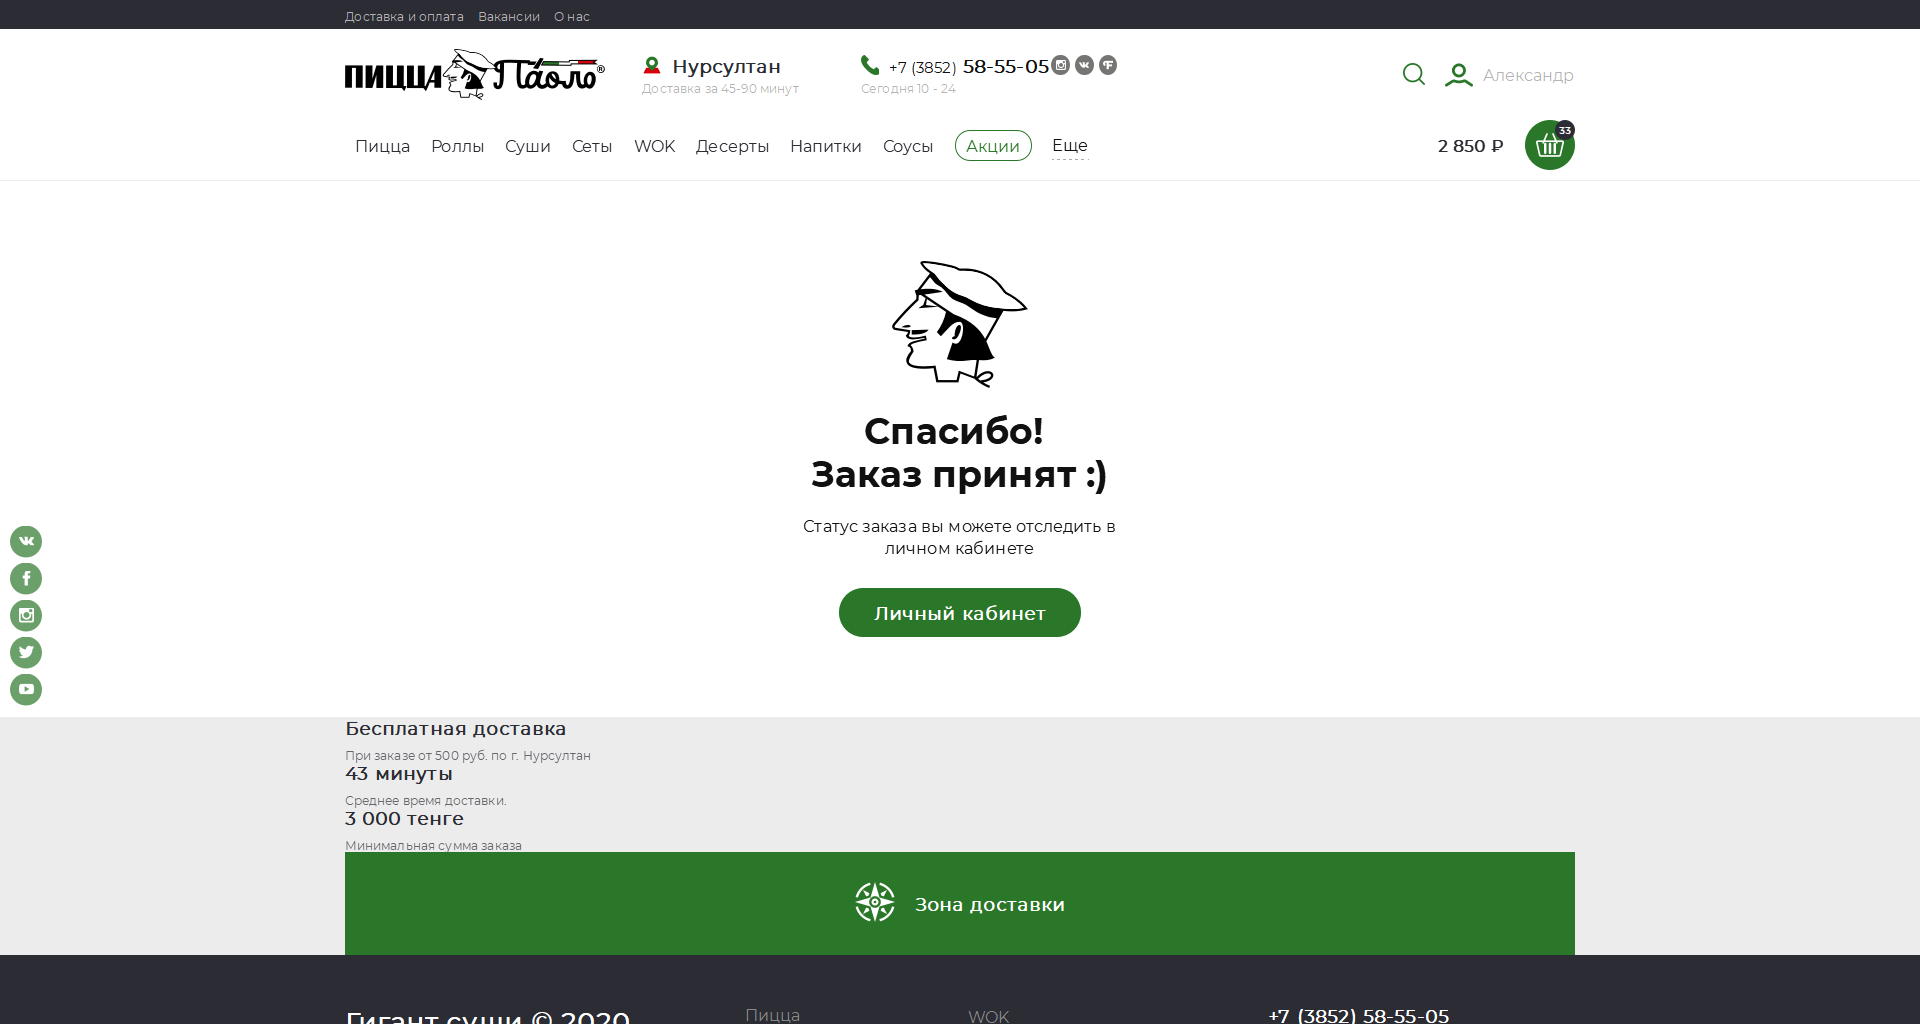 Доставка и оплата Вакансии О нас
ПИЦЦА Паоло®
Нурсултан
Доставка за 45-90 минут
+7 (3852) 58-55-05
Сегодня 10 - 24
Александр
Пицца Роллы Суши Сеты WOK Десерты Напитки Соусы Акции Еще
2 850 ₽
33
Спасибо!
Заказ принят :)
Статус заказа вы можете отследить в
личном кабинете
Личный кабинет
Бесплатная доставка
При заказе от 500 руб. по г. Нурсултан
43 минуты
Среднее время доставки.
3 000 тенге
Минимальная сумма заказа
Зона доставки
Гигант суши © 2020
Пицца
WOK
+7 (3852) 58-55-05